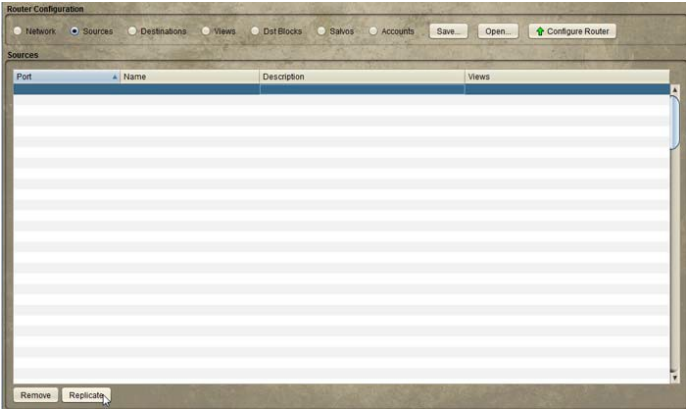 Router Configuration
Network Sources Destinations Views Dst Blocks Salvos Accounts Save... Open... Configure Router
Sources
Port Name Description Views
Remove Replicate